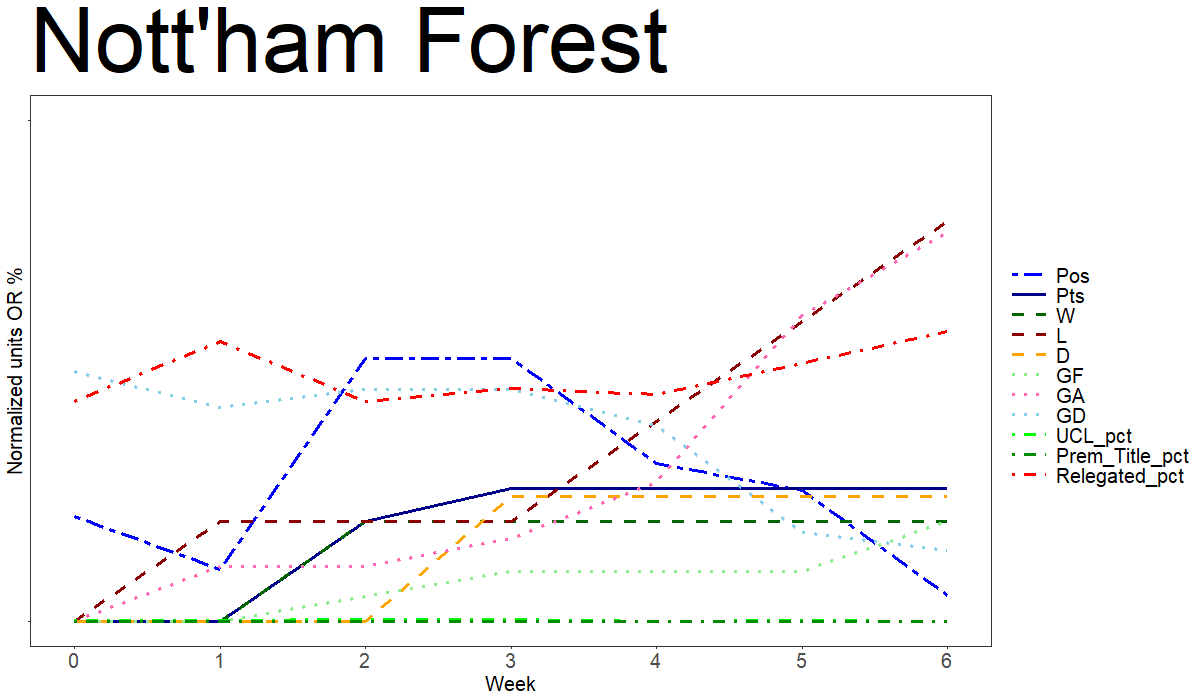 Nott'ham Forest
Normalized units OR %
0 1 2 3 4 5 6
Week
Pos
Pts
W
L
D
GF
GA
GD
UCL_pct
Prem_Title_pct
Relegated_pct